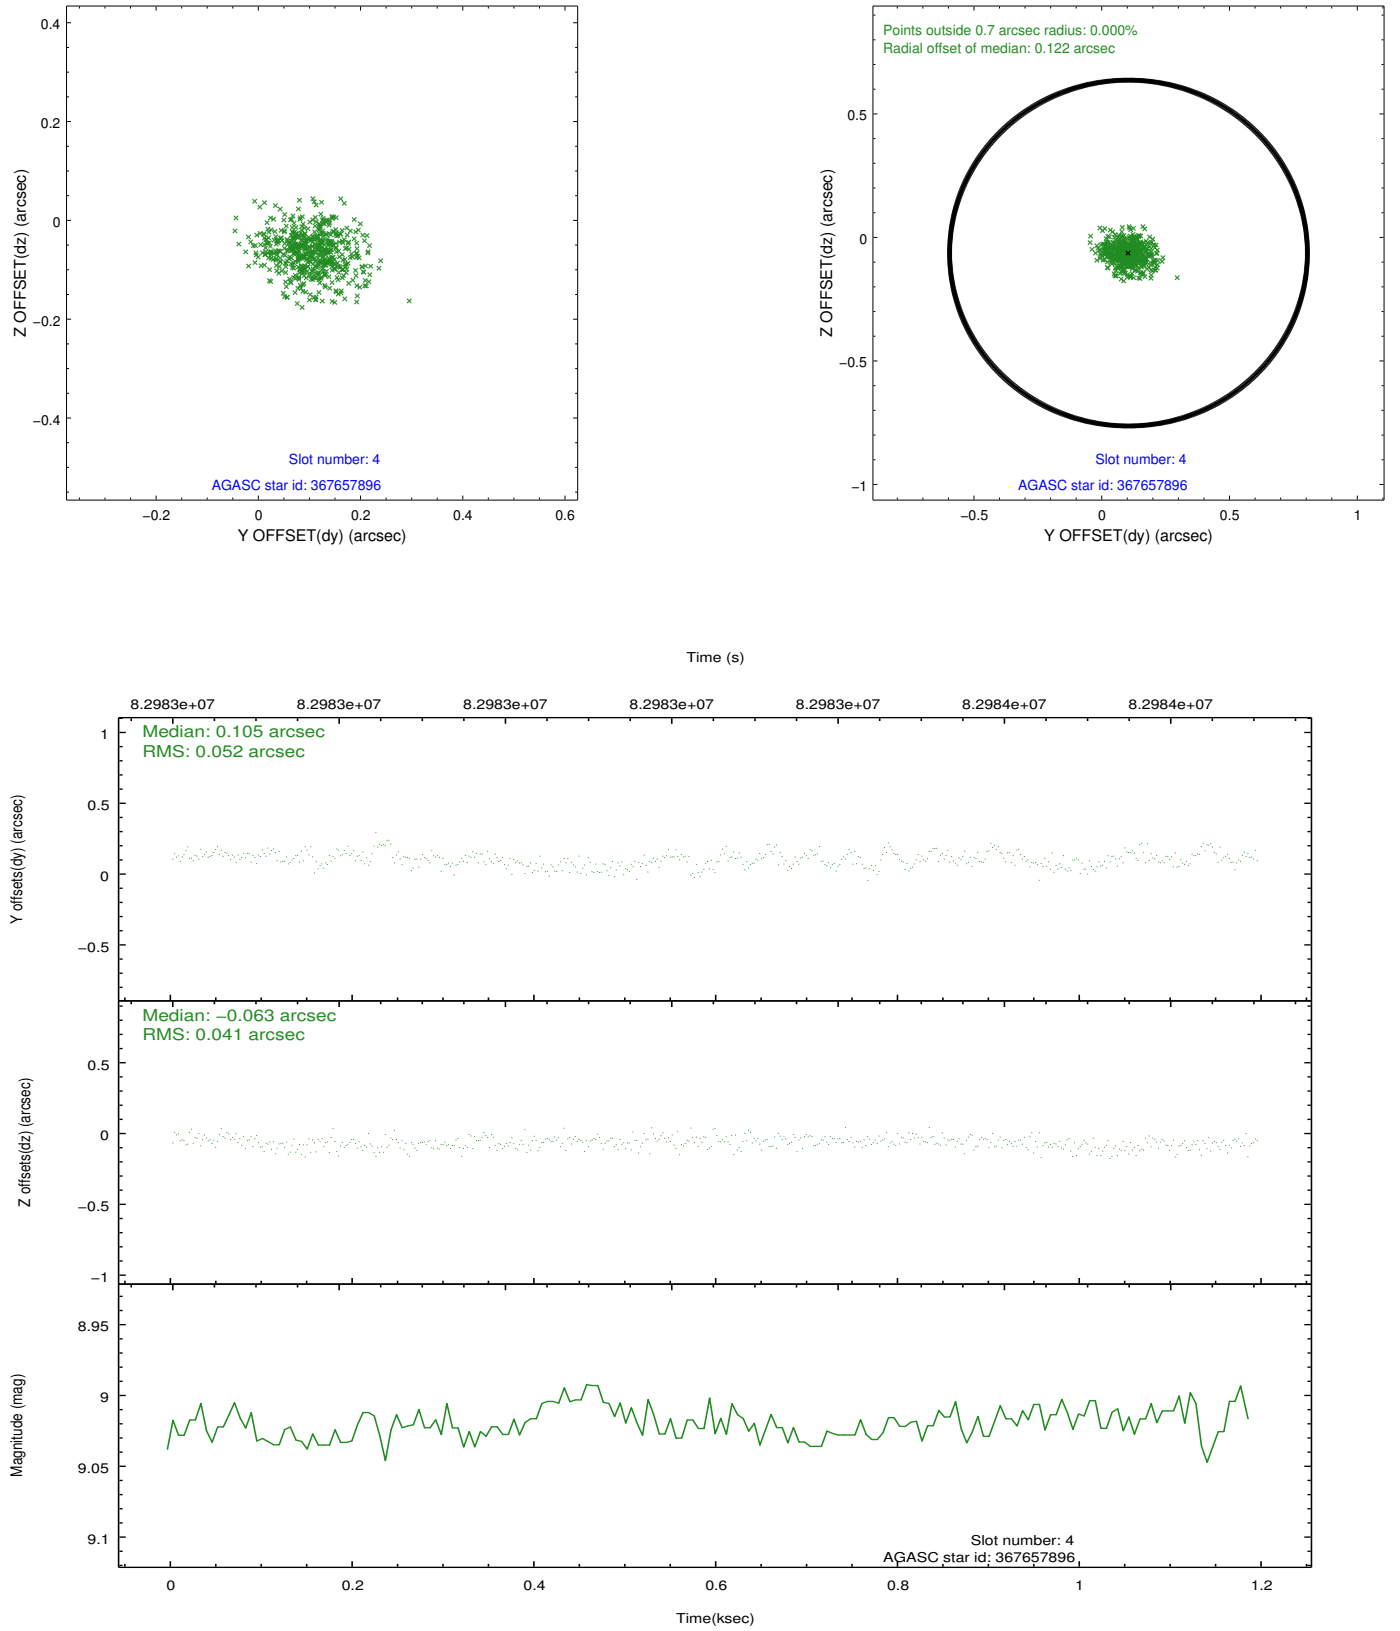 0.4
0.2
0
−0.2
−0.4
Z OFFSET(dz) (arcsec)
Slot number: 4
AGASC star id: 367657896
−0.2 0 0.2 0.4 0.6
Y OFFSET(dy) (arcsec)
Points outside 0.7 arcsec radius: 0.000%
Radial offset of median: 0.122 arcsec
0.5
0
−0.5
−1
Z OFFSET(dz) (arcsec)
Slot number: 4
AGASC star id: 367657896
−0.5 0 0.5 1
Y OFFSET(dy) (arcsec)
Time (s)
8.2983e+07 8.2983e+07 8.2983e+07 8.2983e+07 8.2983e+07 8.2984e+07 8.2984e+07
Median: 0.105 arcsec
RMS: 0.052 arcsec
1
0.5
0
−0.5
Y offsets(dy) (arcsec)
Median: −0.063 arcsec
RMS: 0.041 arcsec
0.5
0
−0.5
−1
Z offsets(dz) (arcsec)
8.95
9
9.05
9.1
Magnitude (mag)
Slot number: 4
AGASC star id: 367657896
0 0.2 0.4 0.6 0.8 1 1.2
Time(ksec)